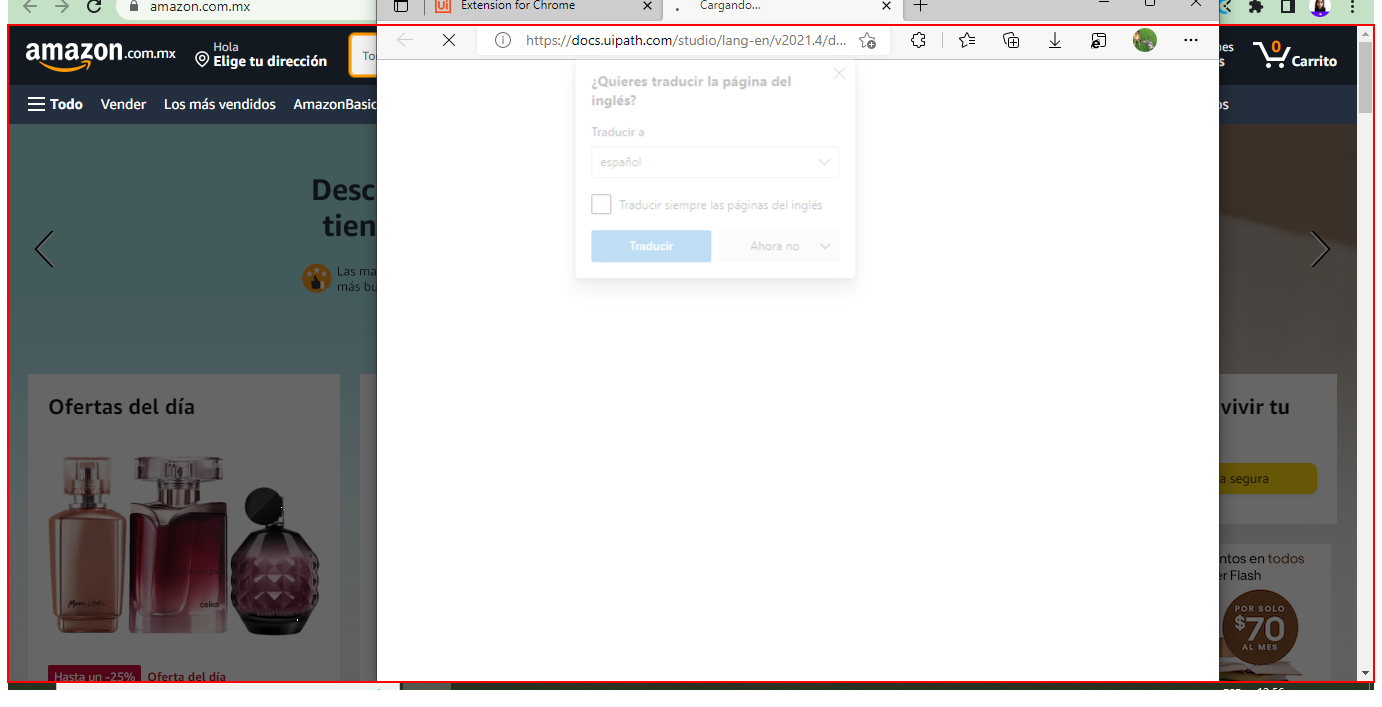 amazon.com.mx
Extension for Chrome
Cargando...
https://docs.uipath.com/studio/lang-en/v2021.4/d...
amazon.com.mx
Hola
Elige tu dirección
To
0
Carrito
Todo
Vender
Los más vendidos
AmazonBasic
¿Quieres traducir la página del
inglés?
Traducir a
español
Traducir siempre las páginas del inglés
Traducir
Ahora no
Desc
tien
Las ma
más bu
Ofertas del día
vivir tu
a segura
ntos en todos
er Flash
POR SOLO
$70
AL MES
ésika
Hasta un -25%
Oferta del día